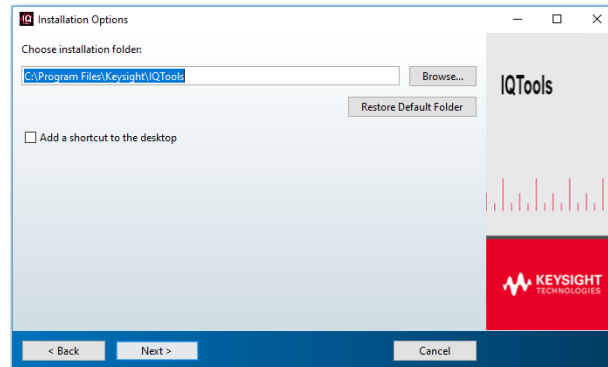 IQ Installation Options
Choose installation folder:
C:\Program Files\Keysight\IQTools
Browse...
Restore Default Folder
Add a shortcut to the desktop
IQTools
KEYSIGHT
TECHNOLOGIES
< Back
Next >
Cancel